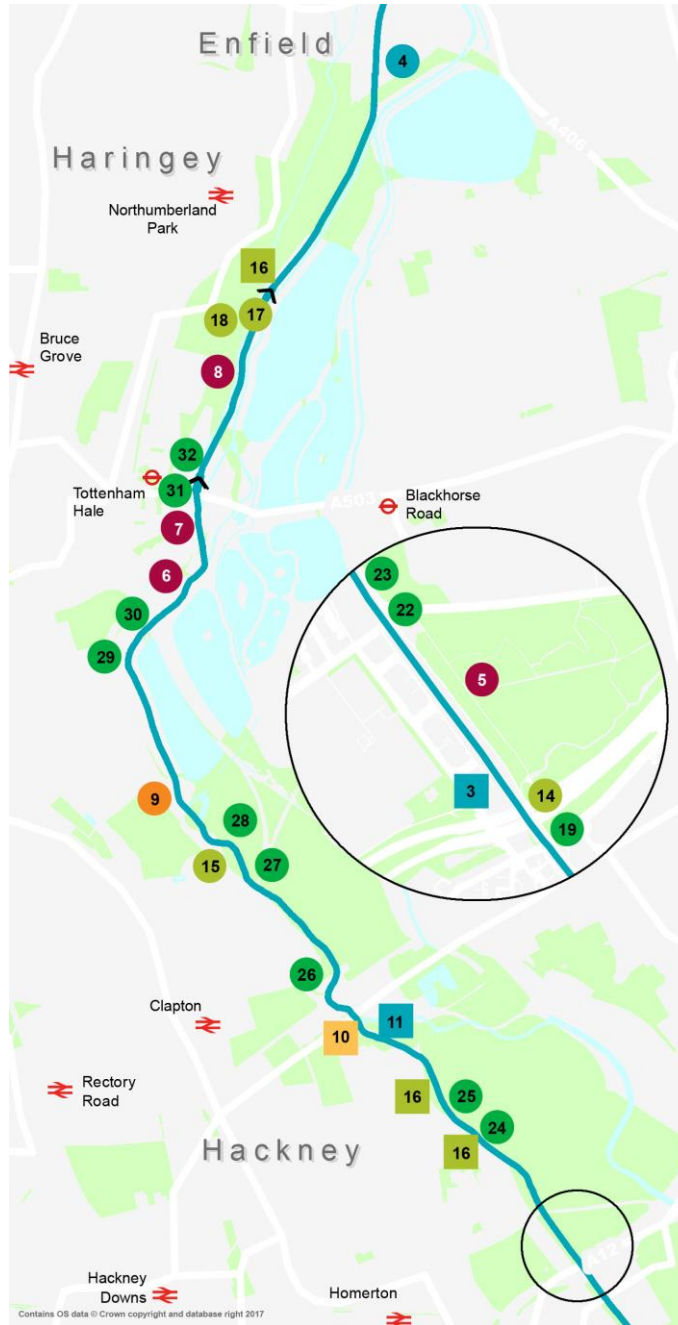 Enfield
4
A406
Haringey
Northumberland
Park
16
18
17
Bruce
Grove
8
32
31
Tottenham
Hale
A503
Blackhorse
Road
7
6
30
29
23
22
5
3
14
19
9
28
15
27
26
Clapton
10
11
Rectory
Road
16
25
24
16
Hackney
A12
Hackney
Downs
Homerton
Contains OS data © Crown copyright and database right 2017